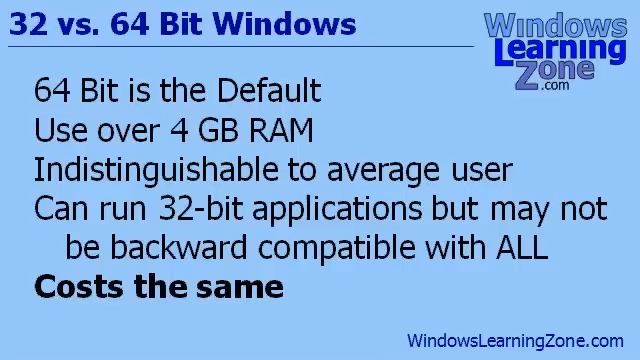 32 vs. 64 Bit Windows
Windows
Learning
Zone
.com
64 Bit is the Default
Use over 4 GB RAM
Indistinguishable to average user
Can run 32-bit applications but may not
be backward compatible with ALL
Costs the same
WindowsLearningZone.com